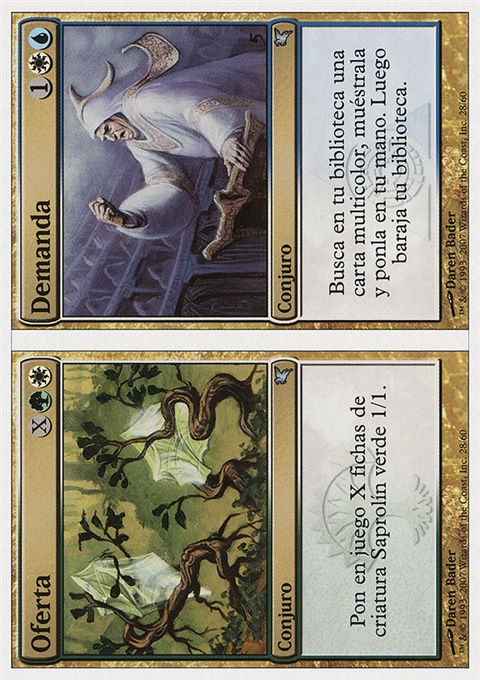 Oferta X
Conjuro
Pon en juego X fichas de
criatura Saprolín verde 1/1.
Daren Bader
™ & © 1993-2007 Wizards of the Coast, Inc. 28/60
Demanda 1
Conjuro
Busca en tu biblioteca una
carta multicolor, muéstrala
y ponla en tu mano. Luego
baraja tu biblioteca.
Daren Bader
™ & © 1993-2007 Wizards of the Coast, Inc. 28/60